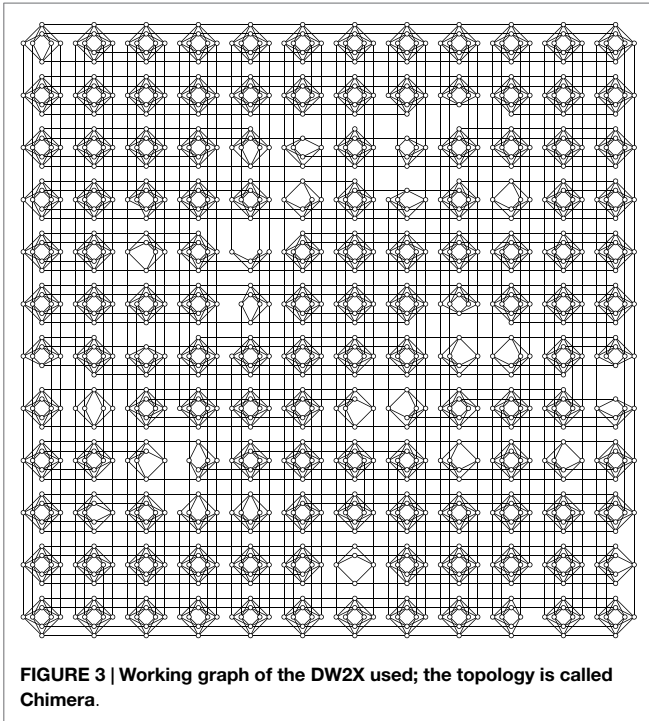 FIGURE 3 | Working graph of the DW2X used; the topology is called
Chimera.